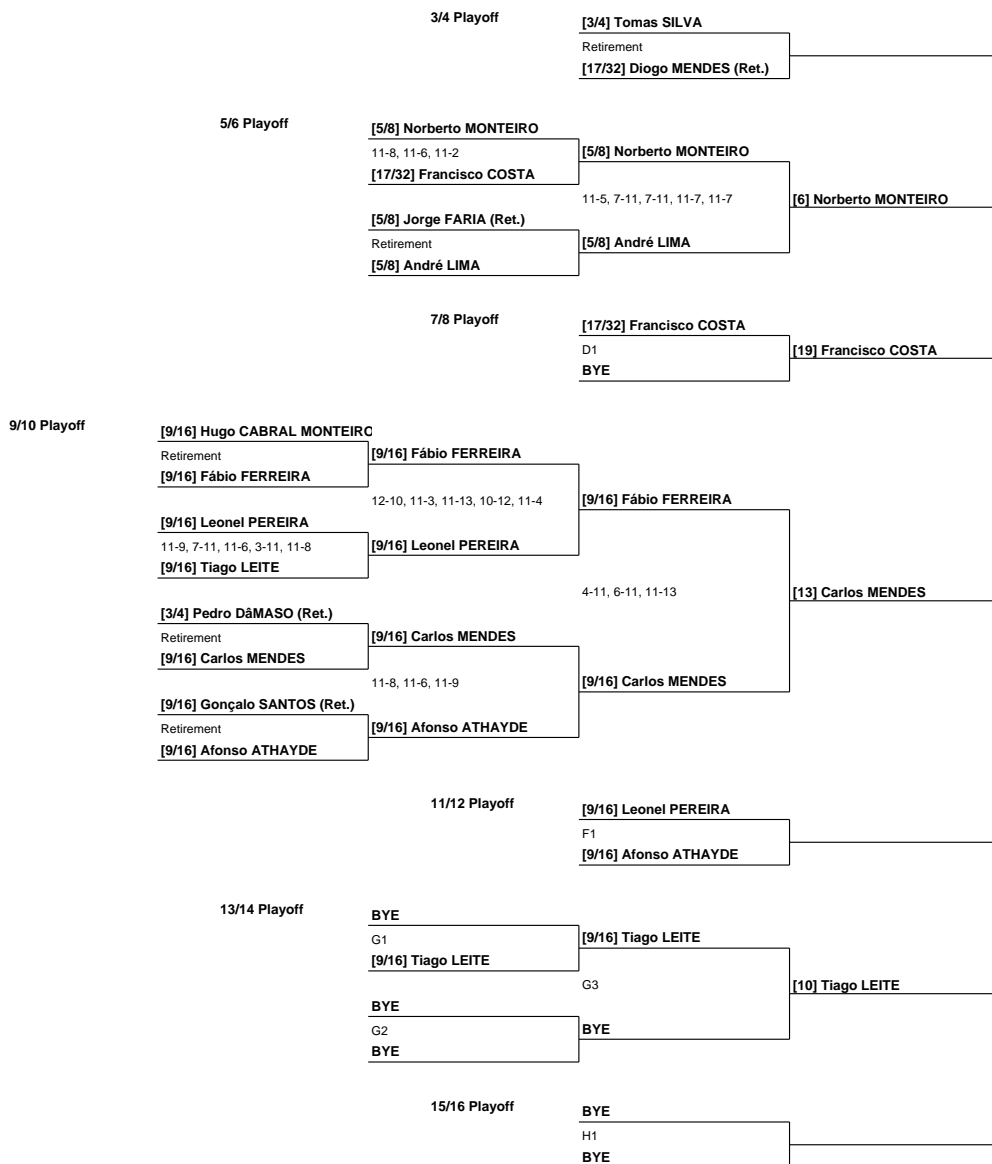 3/4 Playoff
[3/4] Tomas SILVA
Retirement
[17/32] Diogo MENDES (Ret.)
5/6 Playoff
[5/8] Norberto MONTEIRO
11-8, 11-6, 11-2
[5/8] Norberto MONTEIRO
[17/32] Francisco COSTA
11-5, 7-11, 7-11, 11-7, 11-7
[6] Norberto MONTEIRO
[5/8] Jorge FARIA (Ret.)
Retirement
[5/8] André LIMA
[5/8] André LIMA
7/8 Playoff
[17/32] Francisco COSTA
D1
[19] Francisco COSTA
BYE
9/10 Playoff
[9/16] Hugo CABRAL MONTEIRO
Retirement
[9/16] Fábio FERREIRA
[9/16] Fábio FERREIRA
12-10, 11-3, 11-13, 10-12, 11-4
[9/16] Fábio FERREIRA
[9/16] Leonel PEREIRA
11-9, 7-11, 11-6, 3-11, 11-8
[9/16] Leonel PEREIRA
[9/16] Tiago LEITE
4-11, 6-11, 11-13
[13] Carlos MENDES
[3/4] Pedro DâMASO (Ret.)
Retirement
[9/16] Carlos MENDES
[9/16] Carlos MENDES
11-8, 11-6, 11-9
[9/16] Carlos MENDES
[9/16] Gonçalo SANTOS (Ret.)
Retirement
[9/16] Afonso ATHAYDE
[9/16] Afonso ATHAYDE
11/12 Playoff
[9/16] Leonel PEREIRA
F1
[9/16] Afonso ATHAYDE
13/14 Playoff
BYE
G1
[9/16] Tiago LEITE
[9/16] Tiago LEITE
G3
[10] Tiago LEITE
BYE
G2
BYE
BYE
15/16 Playoff
BYE
H1
BYE